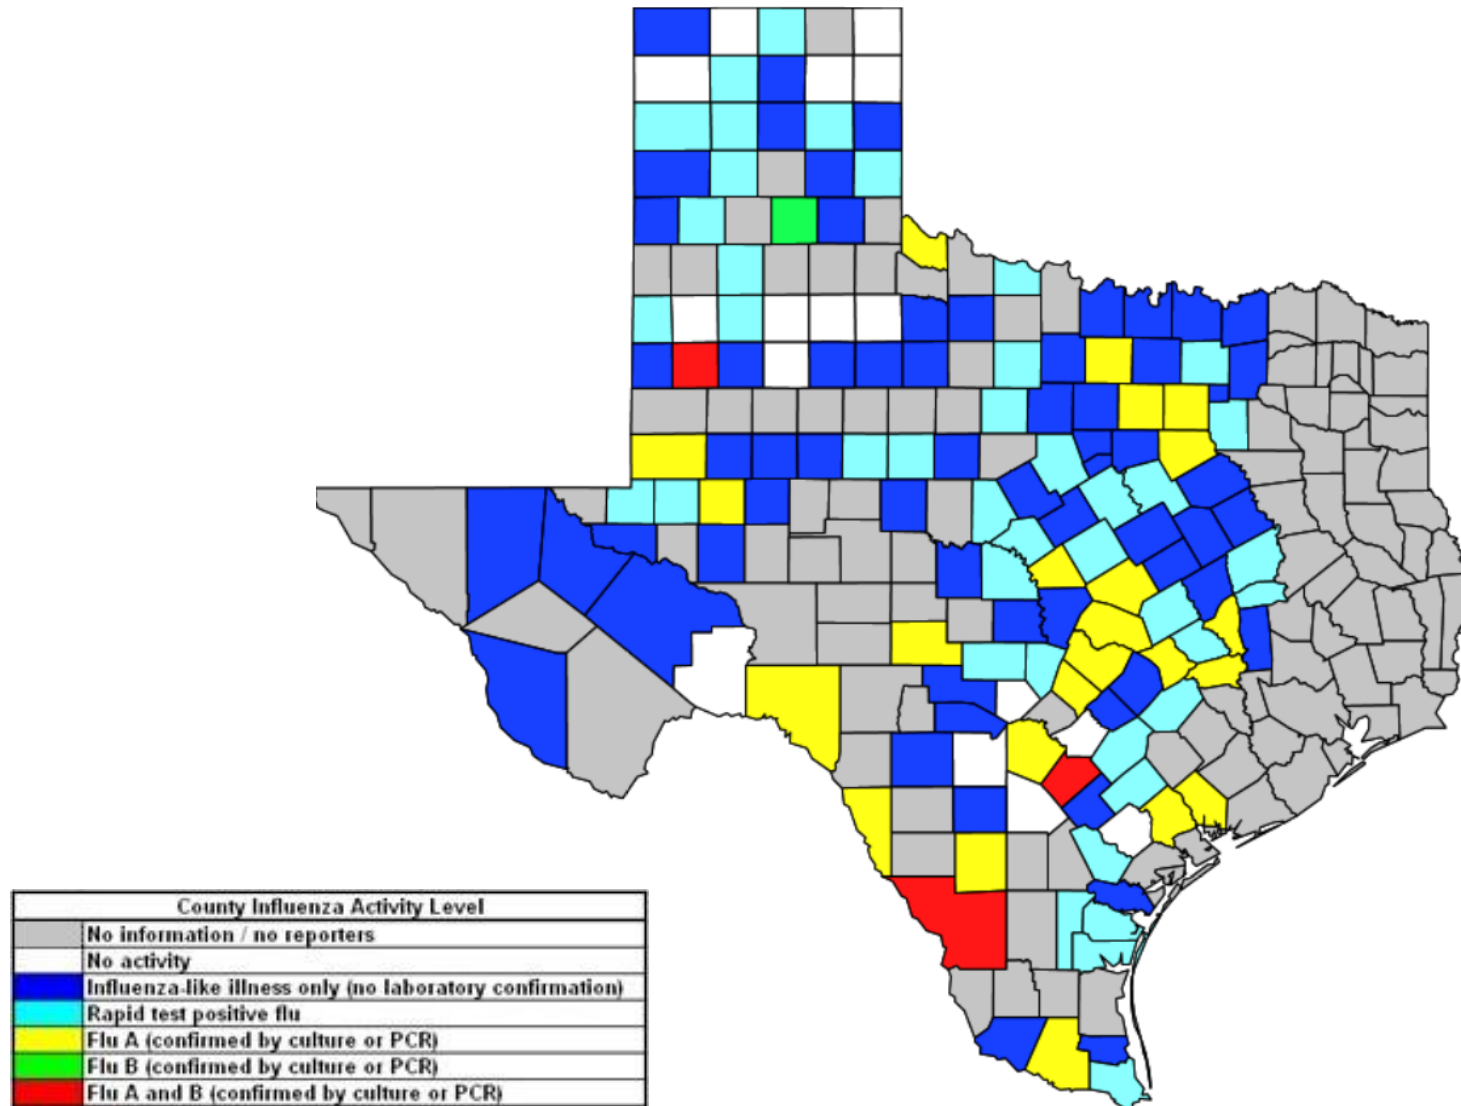 County Influenza Activity Level
No information / no reporters
No activity
Influenza-like illness only (no laboratory confirmation)
Rapid test positive flu
Flu A (confirmed by culture or PCR)
Flu B (confirmed by culture or PCR)
Flu A and B (confirmed by culture or PCR)